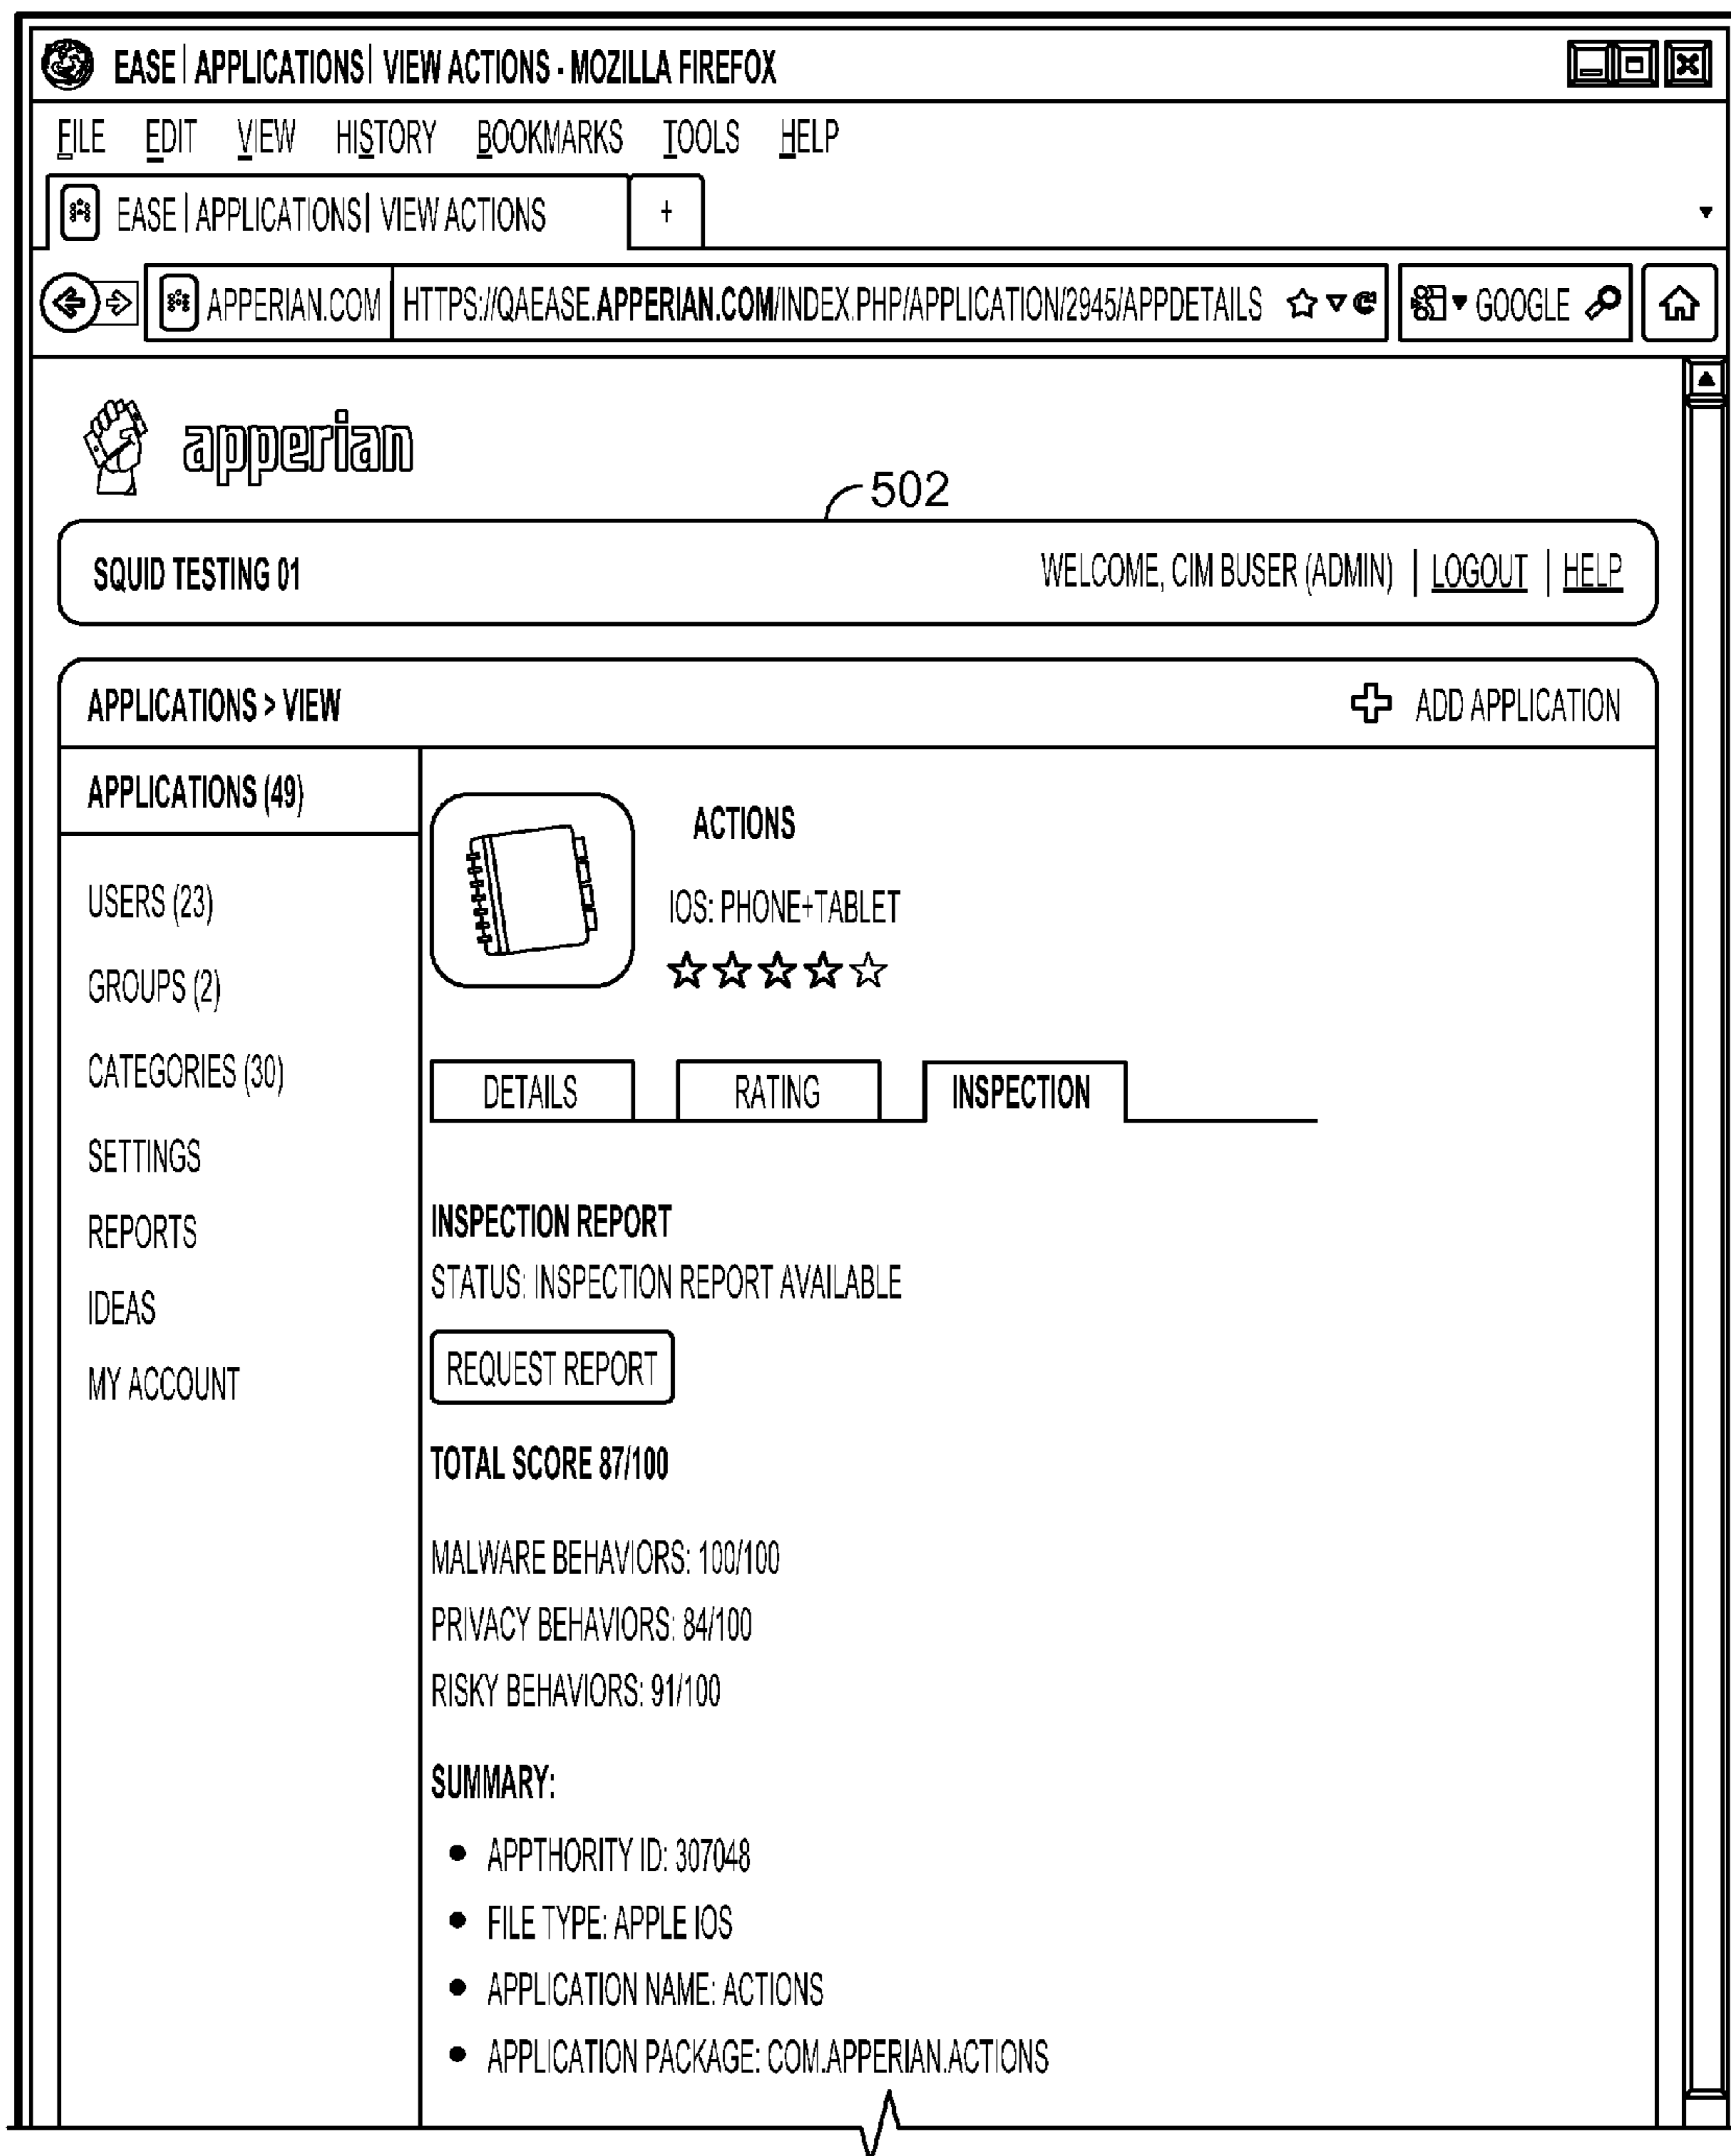 EASE | APPLICATIONS | VIEW ACTIONS - MOZILLA FIREFOX
FILE EDIT VIEW HISTORY BOOKMARKS TOOLS HELP
EASE | APPLICATIONS | VIEW ACTIONS +
APPERIAN.COM HTTPS://QAEASE.APPERIAN.COM/INDEX.PHP/APPLICATION/2945/APPDETAILS GOOGLE
apperian
502
SQUID TESTING 01 WELCOME, CIM BUSER (ADMIN) | LOGOUT | HELP
APPLICATIONS > VIEW ADD APPLICATION
APPLICATIONS (49)
USERS (23)
GROUPS (2)
CATEGORIES (30)
SETTINGS
REPORTS
IDEAS
MY ACCOUNT
ACTIONS
IOS: PHONE+TABLET
DETAILS RATING INSPECTION
INSPECTION REPORT
STATUS: INSPECTION REPORT AVAILABLE
REQUEST REPORT
TOTAL SCORE 87/100
MALWARE BEHAVIORS: 100/100
PRIVACY BEHAVIORS: 84/100
RISKY BEHAVIORS: 91/100
SUMMARY:
• APPTHORITY ID: 307048
• FILE TYPE: APPLE IOS
• APPLICATION NAME: ACTIONS
• APPLICATION PACKAGE: COM.APPERIAN.ACTIONS